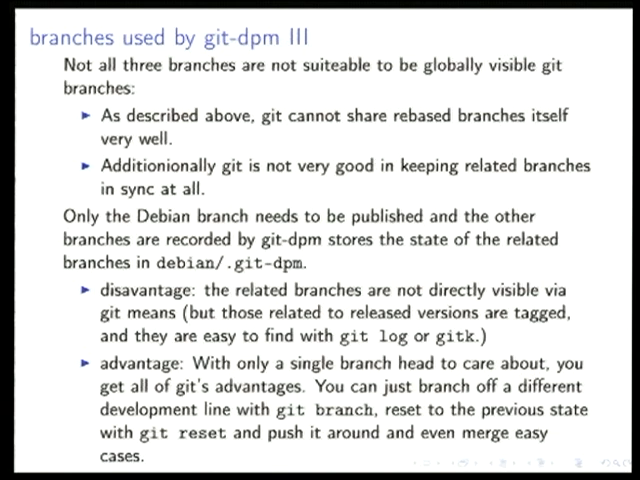 branches used by git-dpm III
Not all three branches are not suiteable to be globally visible git
branches:
As described above, git cannot share rebased branches itself
very well.
Additionionally git is not very good in keeping related branches
in sync at all.
Only the Debian branch needs to be published and the other
branches are recorded by git-dpm stores the state of the related
branches in debian/.git-dpm.
disavantage: the related branches are not directly visible via
git means (but those related to released versions are tagged,
and they are easy to find with git log or gitk.)
advantage: With only a single branch head to care about, you
get all of git's advantages. You can just branch off a different
development line with git branch, reset to the previous state
with git reset and push it around and even merge easy
cases.